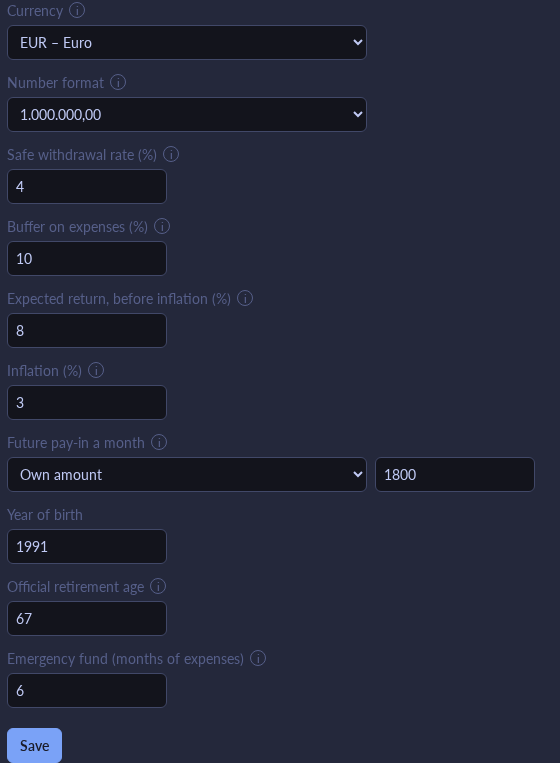 Currency
EUR – Euro
Number format
1.000.000,00
Safe withdrawal rate (%)
4
Buffer on expenses (%)
10
Expected return, before inflation (%)
8
Inflation (%)
3
Future pay-in a month
Own amount 1800
Year of birth
1991
Official retirement age
67
Emergency fund (months of expenses)
6
Save